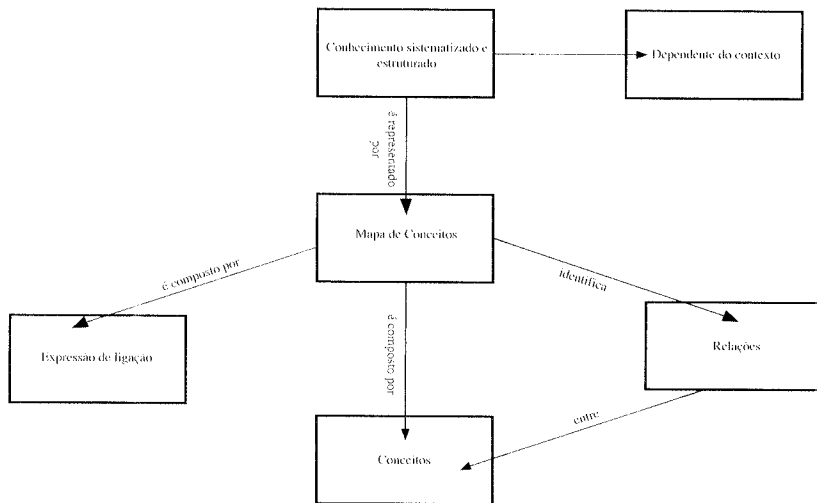 Conhecimento sistematizado e
estruturado
Dependente do contexto
é representado
por
Mapa de Conceitos
é composto por
identifica
Expressão de ligação
é composto por
Relações
entre
Conceitos